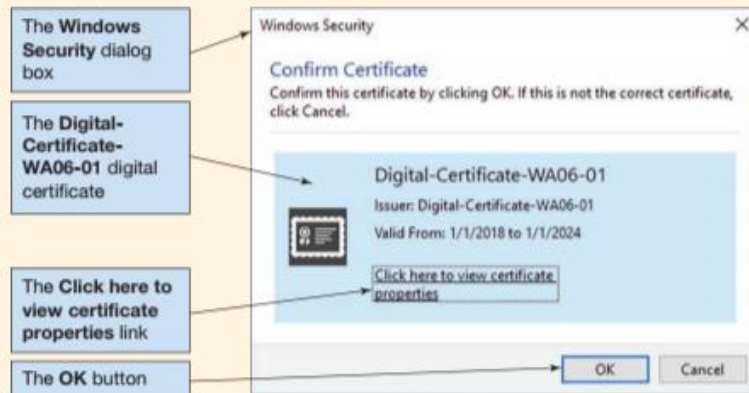 The Windows
Security dialog
box
The Digital-
Certificate-
WA06-01 digital
certificate
The Click here to
view certificate
properties link
The OK button
Windows Security
Confirm Certificate
Confirm this certificate by clicking OK. If this is not the correct certificate,
click Cancel.
Digital-Certificate-WA06-01
Issuer: Digital-Certificate-WA06-01
Valid From: 1/1/2018 to 1/1/2024
Click here to view certificate
properties
OK
Cancel